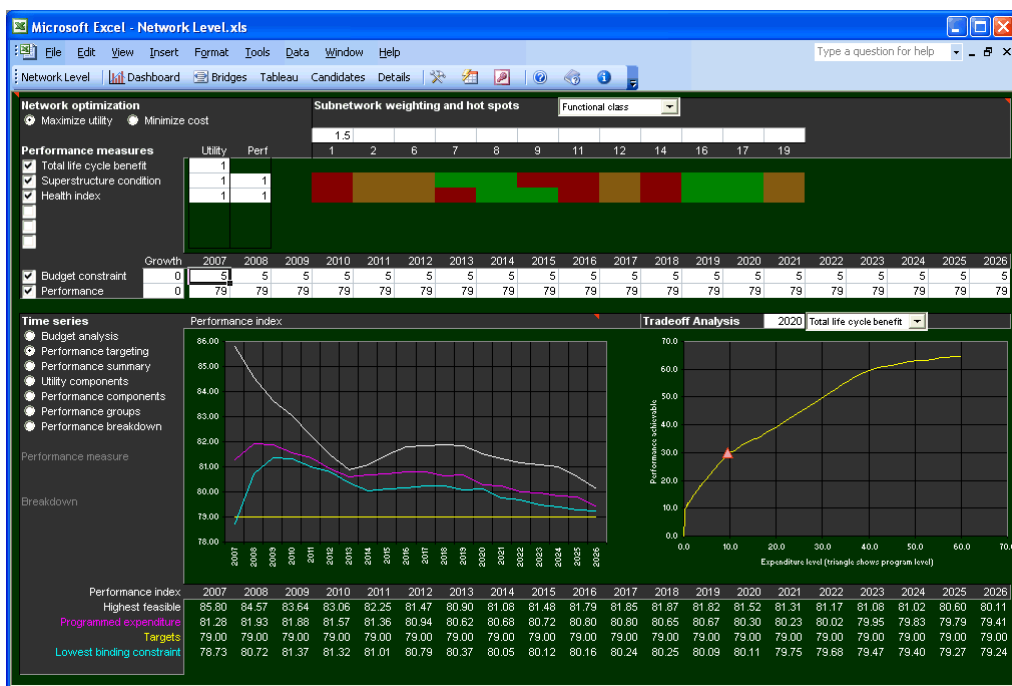 Microsoft Excel - Network Level.xls
File Edit View Insert Format Tools Data Window Help Type a question for help
Network Level Dashboard Bridges Tableau Candidates Details
Network optimization Subnetwork weighting and hot spots Functional class
Maximize utility Minimize cost
1.5
Performance measures Utility Perf 1 2 6 7 8 9 11 12 14 16 17 19
Total life cycle benefit 1
Superstructure condition 1 1
Health index 1 1
Growth 2007 2008 2009 2010 2011 2012 2013 2014 2015 2016 2017 2018 2019 2020 2021 2022 2023 2024 2025 2026
Budget constraint 0 5 5 5 5 5 5 5 5 5 5 5 5 5 5 5 5 5 5 5 5
Performance 0 79 79 79 79 79 79 79 79 79 79 79 79 79 79 79 79 79 79 79 79
Time series Performance index Tradeoff Analysis 2020 Total life cycle benefit
Budget analysis
Performance targeting
Performance summary
Utility components
Performance components
Performance groups
Performance breakdown
Performance measure
Breakdown
86.00
85.00
84.00
83.00
82.00
81.00
80.00
79.00
78.00
2007 2008 2009 2010 2011 2012 2013 2014 2015 2016 2017 2018 2019 2020 2021 2022 2023 2024 2025 2026
Performance achievable
70.0
60.0
50.0
40.0
30.0
20.0
10.0
0.0
0.0 10.0 20.0 30.0 40.0 50.0 60.0 70.0
Expenditure level (triangle shows program level)
Performance index 2007 2008 2009 2010 2011 2012 2013 2014 2015 2016 2017 2018 2019 2020 2021 2022 2023 2024 2025 2026
Highest feasible 85.80 84.57 83.64 83.06 82.25 81.47 80.90 81.08 81.48 81.79 81.85 81.87 81.82 81.52 81.31 81.17 81.08 81.02 80.60 80.11
Programmed expenditure 81.28 81.93 81.88 81.57 81.36 80.94 80.62 80.68 80.72 80.80 80.80 80.65 80.67 80.30 80.23 80.02 79.95 79.83 79.79 79.41
Targets 79.00 79.00 79.00 79.00 79.00 79.00 79.00 79.00 79.00 79.00 79.00 79.00 79.00 79.00 79.00 79.00 79.00 79.00 79.00 79.00
Lowest binding constraint 78.73 80.72 81.37 81.32 81.01 80.79 80.37 80.05 80.12 80.16 80.24 80.25 80.09 80.11 79.75 79.68 79.47 79.40 79.27 79.24